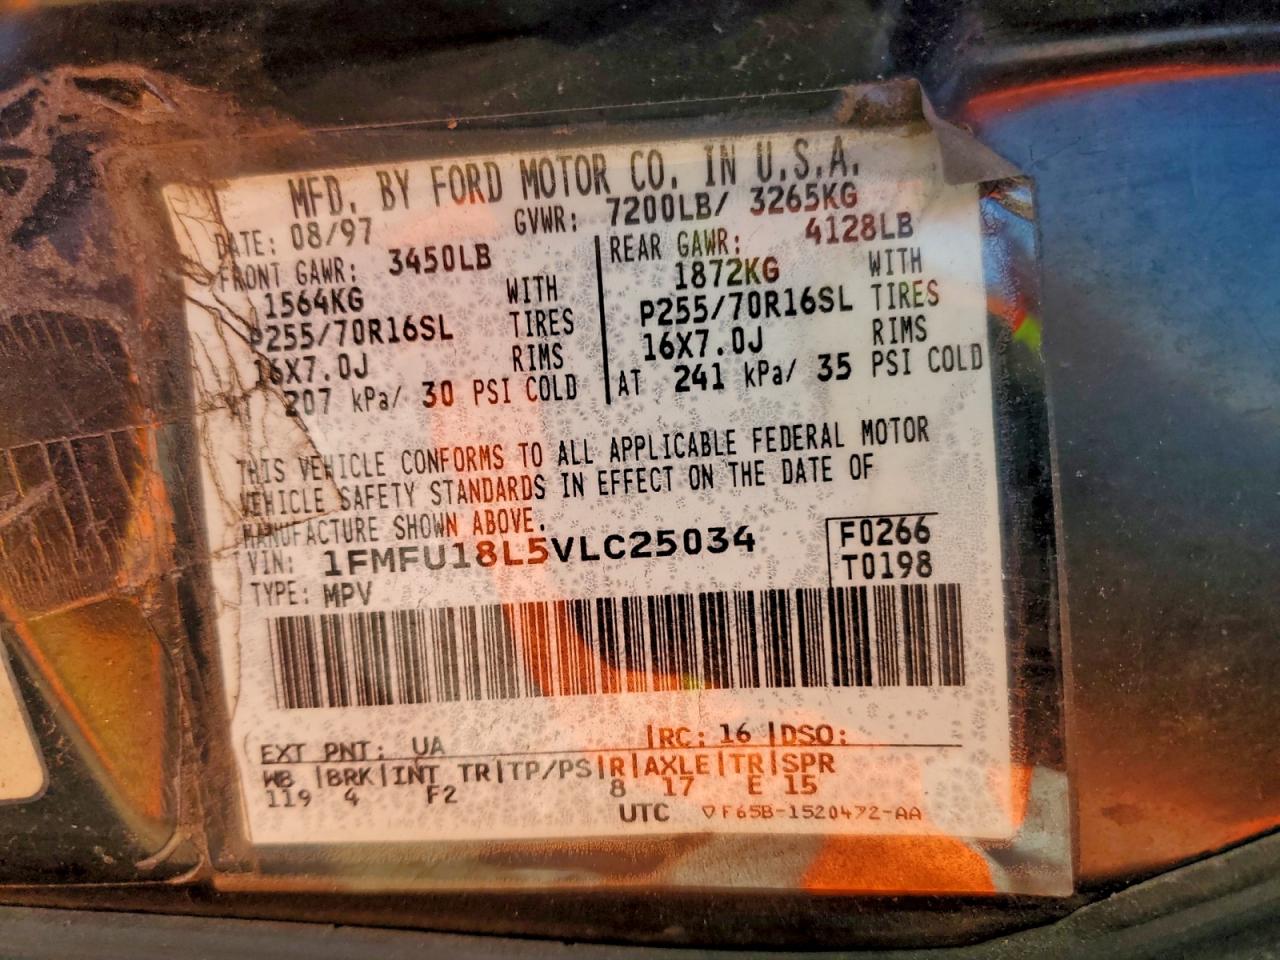 MFD. BY FORD MOTOR CO. IN U.S.A.
DATE: 08/97 GVWR: 7200LB/ 3265KG
FRONT GAWR: 3450LB REAR GAWR: 4128LB
1564KG WITH 1872KG WITH
P255/70R16SL TIRES P255/70R16SL TIRES
16X7.0J RIMS 16X7.0J RIMS
207 kPa/ 30 PSI COLD AT 241 kPa/ 35 PSI COLD
THIS VEHICLE CONFORMS TO ALL APPLICABLE FEDERAL MOTOR
VEHICLE SAFETY STANDARDS IN EFFECT ON THE DATE OF
MANUFACTURE SHOWN ABOVE.
VIN: 1FMFU18L5VLC25034 F0266
TYPE: MPV T0198
EXT PNT: UA |RC: 16 |DSO:
WB |BRK|INT TR|TP/PS|R|AXLE|TR|SPR
119 4 F2 8 17 E 15
UTC ▽F65B-1520472-AA